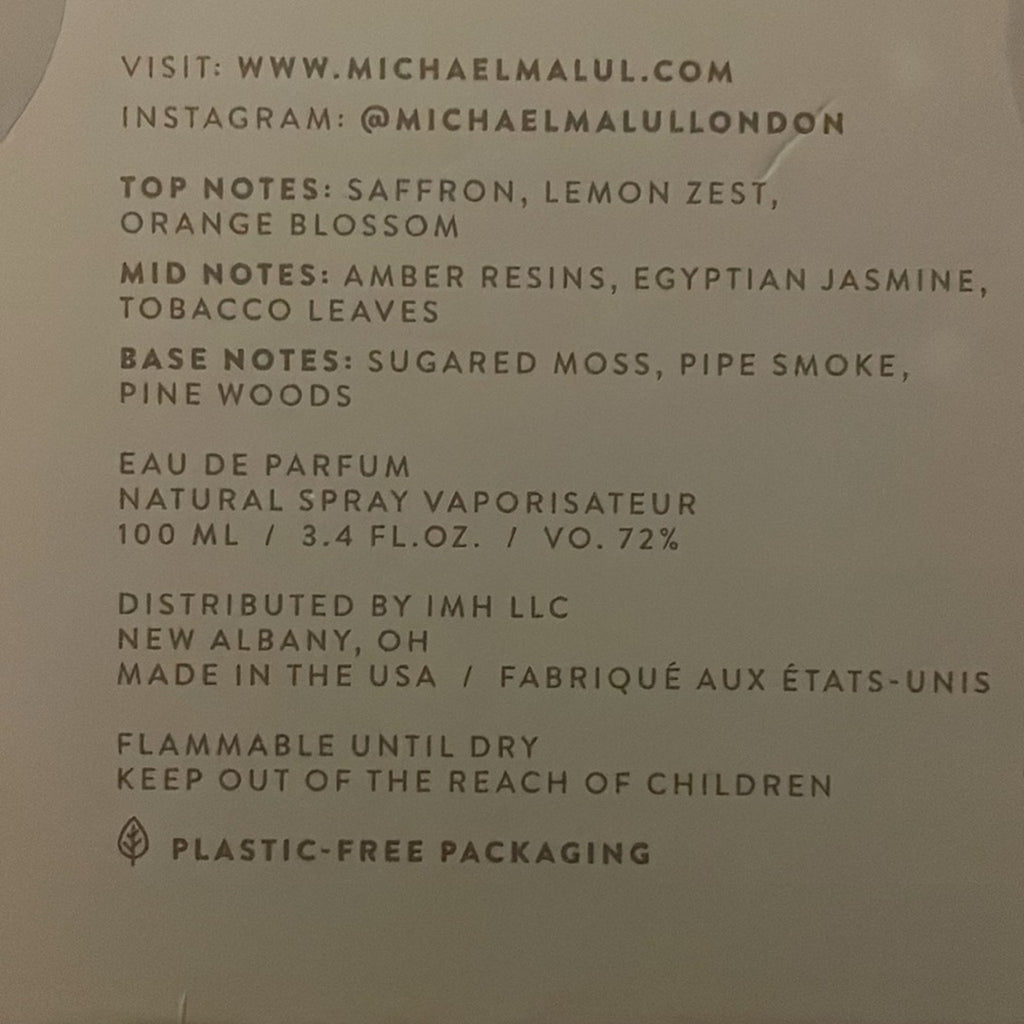 VISIT: WWW.MICHAELMALUL.COM
INSTAGRAM: @MICHAELMALULLONDON
TOP NOTES: SAFFRON, LEMON ZEST,
ORANGE BLOSSOM
MID NOTES: AMBER RESINS, EGYPTIAN JASMINE,
TOBACCO LEAVES
BASE NOTES: SUGARED MOSS, PIPE SMOKE,
PINE WOODS
EAU DE PARFUM
NATURAL SPRAY VAPORISATEUR
100 ML / 3.4 FL.OZ. / VO. 72%
DISTRIBUTED BY IMH LLC
NEW ALBANY, OH
MADE IN THE USA / FABRIQUÉ AUX ÉTATS-UNIS
FLAMMABLE UNTIL DRY
KEEP OUT OF THE REACH OF CHILDREN
PLASTIC-FREE PACKAGING